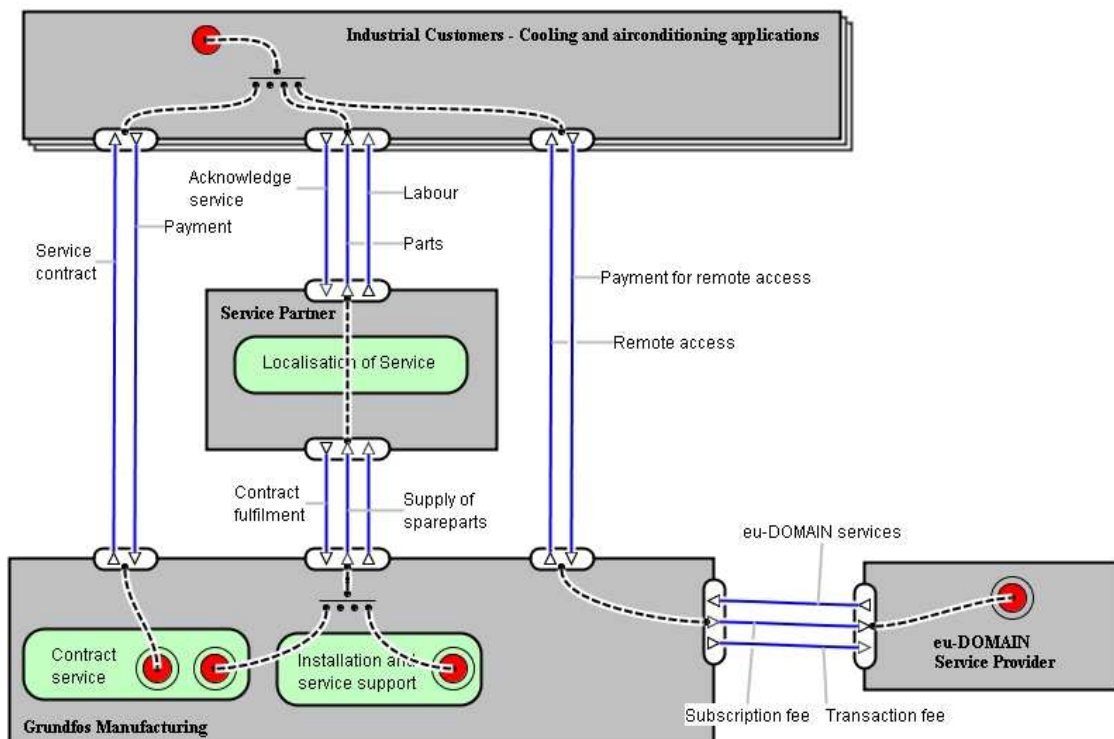 Industrial Customers - Cooling and airconditioning applications
Acknowledge
service
Labour
Payment
Parts
Service
contract
Payment for remote access
Service Partner
Remote access
Localisation of Service
Contract
fulfilment
Supply of
spareparts
eu-DOMAIN services
Contract
service
Installation and
service support
eu-DOMAIN
Service Provider
Subscription fee
Transaction fee
Grundfos Manufacturing